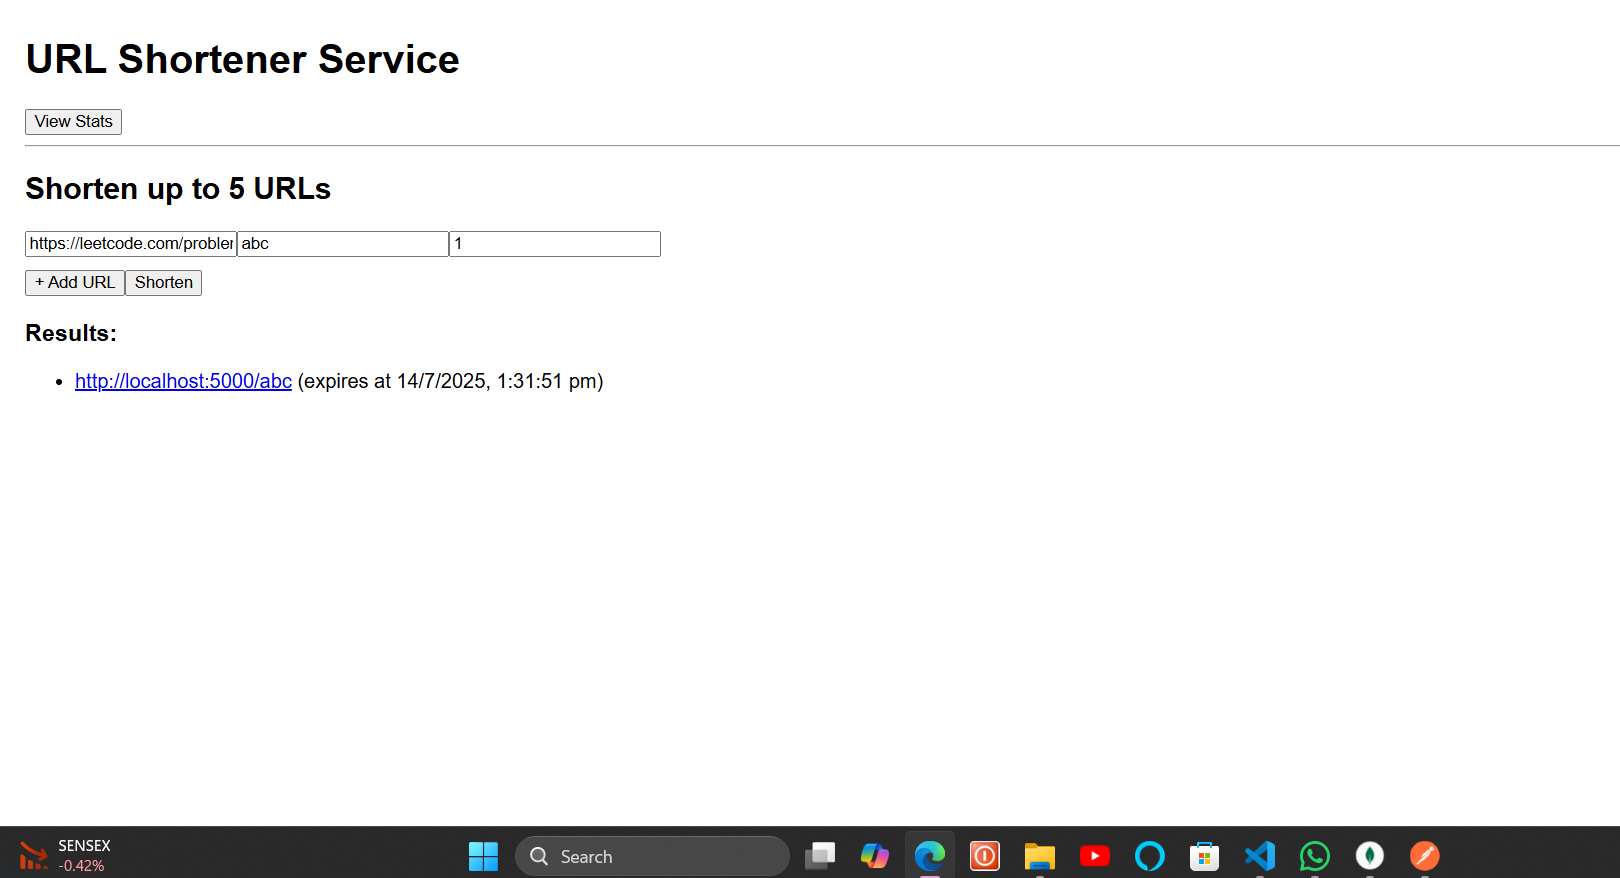 URL Shortener Service
View Stats
Shorten up to 5 URLs
https://leetcode.com/probler abc 1
+ Add URL Shorten
Results:
• http://localhost:5000/abc (expires at 14/7/2025, 1:31:51 pm)
SENSEX
-0.42%
Search